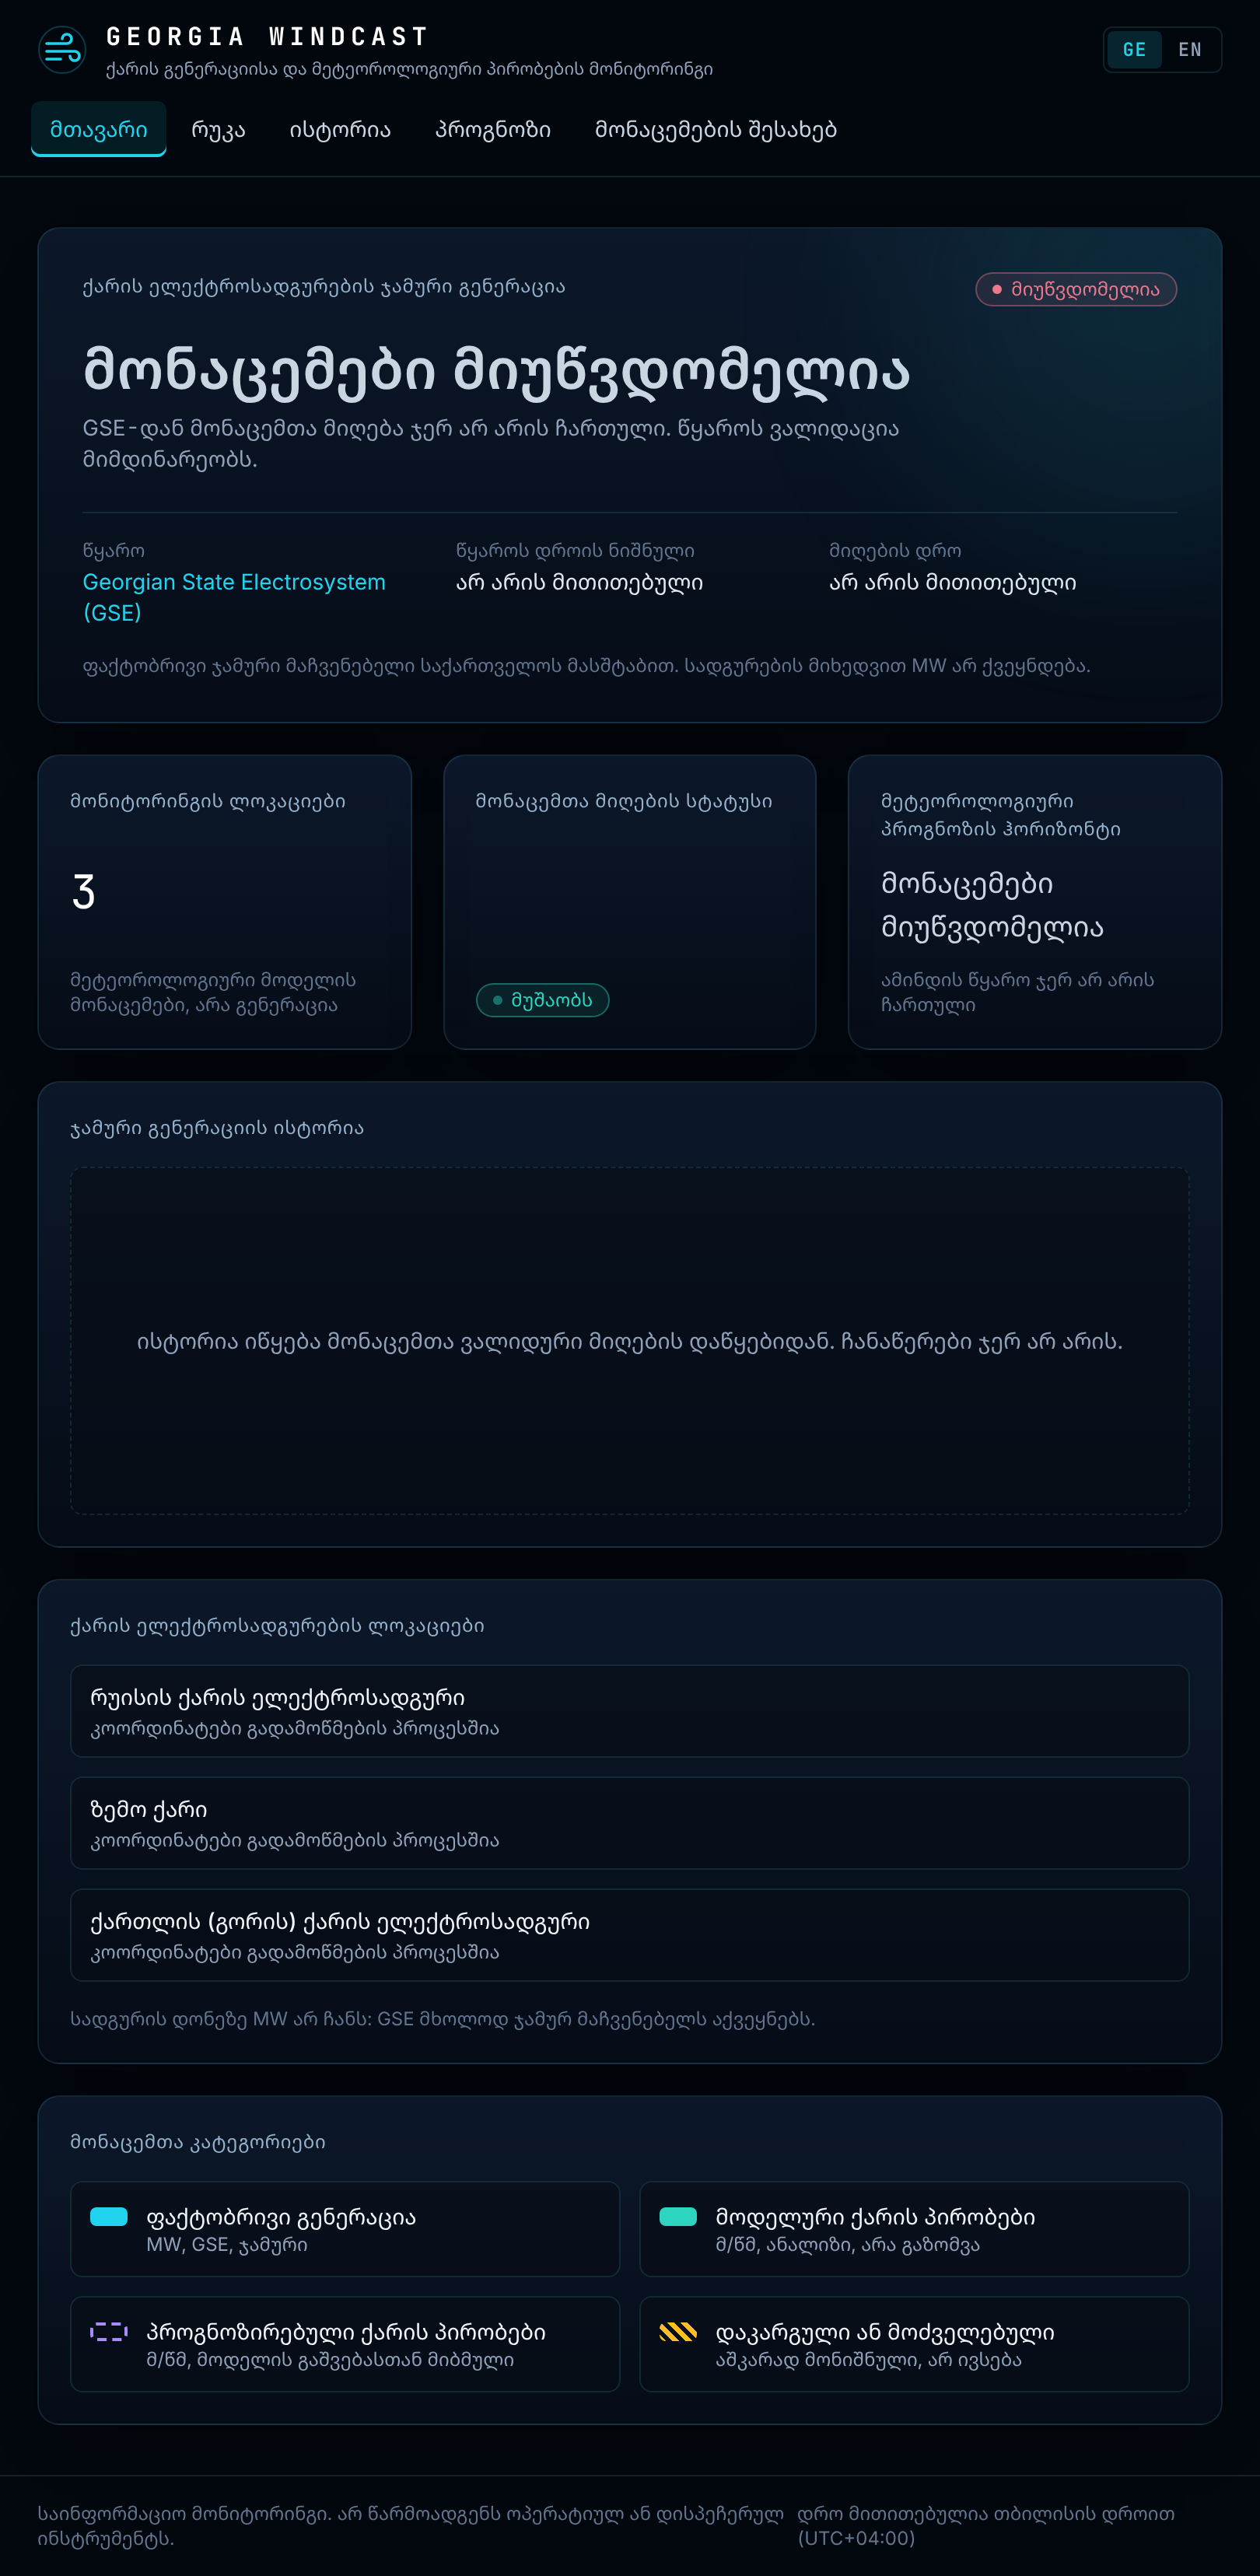 GEORGIA WINDCAST
ქარის გენერაციისა და მეტეოროლოგიური პირობების მონიტორინგი
GE EN
მთავარი რუკა ისტორია პროგნოზი მონაცემების შესახებ
ქარის ელექტროსადგურების ჯამური გენერაცია
მიუწვდომელია
მონაცემები მიუწვდომელია
GSE-დან მონაცემთა მიღება ჯერ არ არის ჩართული. წყაროს ვალიდაცია
მიმდინარეობს.
წყარო
Georgian State Electrosystem
(GSE)
წყაროს დროის ნიშნული
არ არის მითითებული
მიღების დრო
არ არის მითითებული
ფაქტობრივი ჯამური მაჩვენებელი საქართველოს მასშტაბით. სადგურების მიხედვით MW არ ქვეყნდება.
მონიტორინგის ლოკაციები
3
მეტეოროლოგიური მოდელის
მონაცემები, არა გენერაცია
მონაცემთა მიღების სტატუსი
მუშაობს
მეტეოროლოგიური
პროგნოზის ჰორიზონტი
მონაცემები
მიუწვდომელია
ამინდის წყარო ჯერ არ არის
ჩართული
ჯამური გენერაციის ისტორია
ისტორია იწყება მონაცემთა ვალიდური მიღების დაწყებიდან. ჩანაწერები ჯერ არ არის.
ქარის ელექტროსადგურების ლოკაციები
რუისის ქარის ელექტროსადგური
კოორდინატები გადამოწმების პროცესშია
ზემო ქარი
კოორდინატები გადამოწმების პროცესშია
ქართლის (გორის) ქარის ელექტროსადგური
კოორდინატები გადამოწმების პროცესშია
სადგურის დონეზე MW არ ჩანს: GSE მხოლოდ ჯამურ მაჩვენებელს აქვეყნებს.
მონაცემთა კატეგორიები
ფაქტობრივი გენერაცია
MW, GSE, ჯამური
მოდელური ქარის პირობები
მ/წმ, ანალიზი, არა გაზომვა
პროგნოზირებული ქარის პირობები
მ/წმ, მოდელის გაშვებასთან მიბმული
დაკარგული ან მოძველებული
აშკარად მონიშნული, არ ივსება
საინფორმაციო მონიტორინგი. არ წარმოადგენს ოპერატიულ ან დისპეჩერულ
ინსტრუმენტს.
დრო მითითებულია თბილისის დროით
(UTC+04:00)